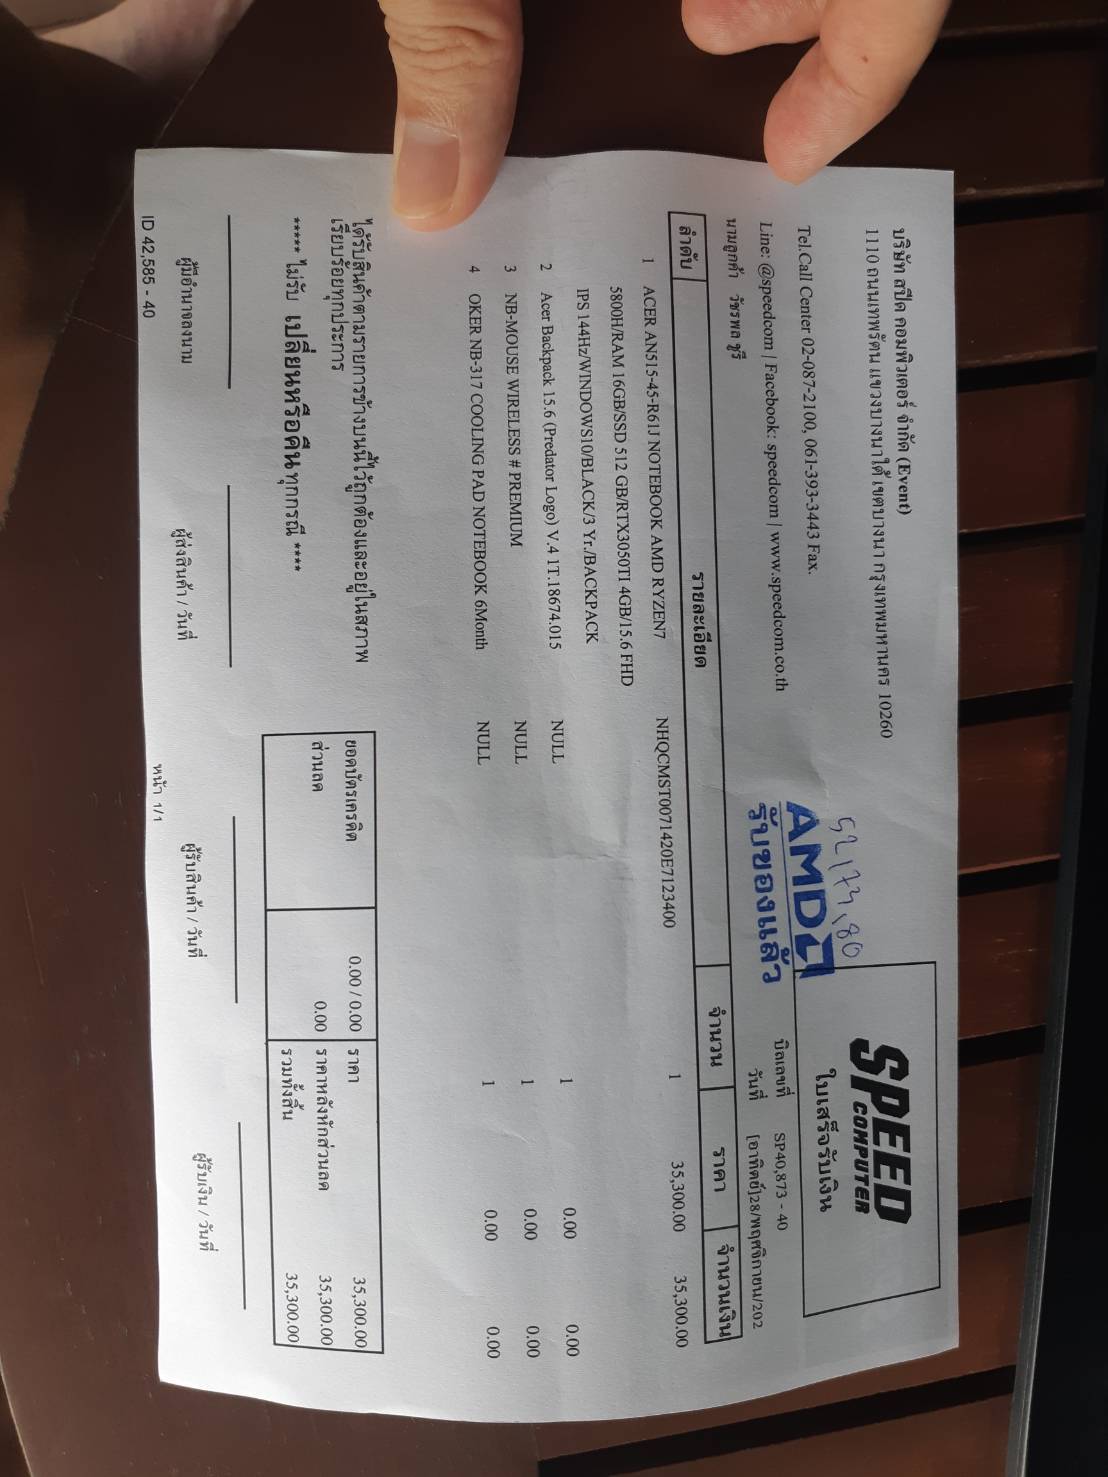 บริษัท สปีด คอมพิวเตอร์ จำกัด (Event)
1110 ถนนเทพรัตน แขวงบางนาใต้ เขตบางนา กรุงเทพมหานคร 10260
Tel.Call Center 02-087-2100, 061-393-3443 Fax.
Line: @speedcom | Facebook: speedcom | www.speedcom.co.th
นามลูกค้า วัชรพล ชูรี
SPEED
COMPUTER
ใบเสร็จรับเงิน
52,73,80
AMD
รับของแล้ว
บิลเลขที่ SP40,873 - 40
วันที่ [อาทิตย์]28/พฤศจิกายน/202
ลำดับ รายละเอียด จำนวน ราคา จำนวนเงิน
1 ACER AN515-45-R61J NOTEBOOK AMD RYZEN7 NHQCMST0071420E7123400 1 35,300.00 35,300.00
5800H/RAM 16GB/SSD 512 GB/RTX3050TI 4GB/15.6 FHD
IPS 144Hz/WINDOWS10/BLACK/3 Yr./BACKPACK
2 Acer Backpack 15.6 (Predator Logo) V.4 1T.18674.015 NULL 1 0.00 0.00
3 NB-MOUSE WIRELESS # PREMIUM NULL 1 0.00 0.00
4 OKER NB-317 COOLING PAD NOTEBOOK 6Month NULL 1 0.00 0.00
ได้รับสินค้าตามรายการข้างบนนี้ไว้ถูกต้องและอยู่ในสภาพ
เรียบร้อยทุกประการ
***** ไม่รับ เปลี่ยนหรือคืน ทุกกรณี ****
ยอดบัตรเครดิต 0.00 / 0.00 ราคา 35,300.00
ส่วนลด 0.00 ราคาหลังหักส่วนลด 35,300.00
รวมทั้งสิ้น 35,300.00
ผู้มีอำนาจลงนาม ผู้ส่งสินค้า / วันที่ ผู้รับสินค้า / วันที่ ผู้รับเงิน / วันที่
ID 42,585 - 40 หน้า 1/1